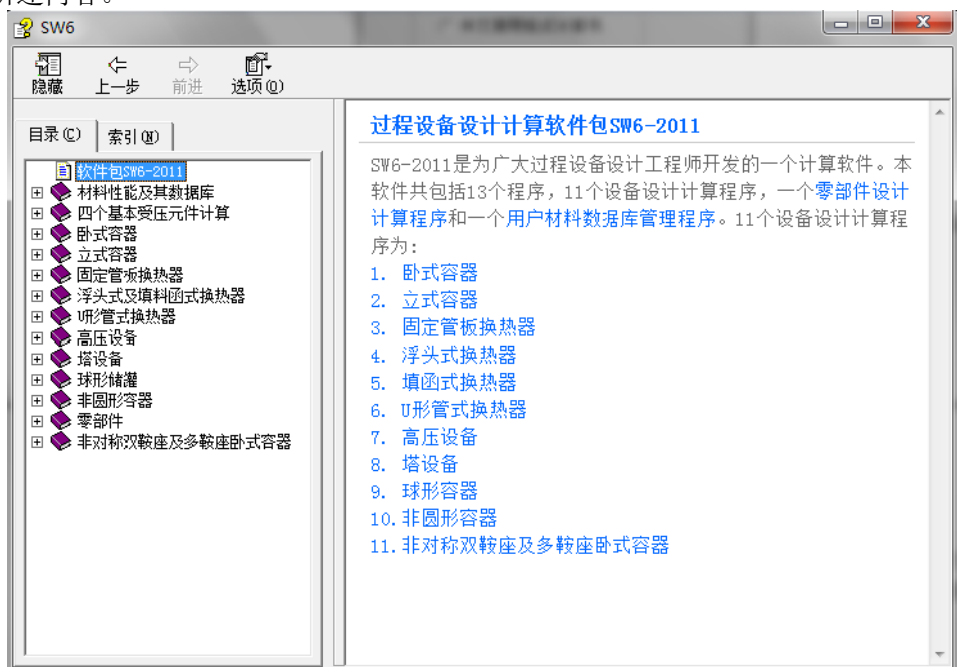 SW6
隐藏 上一步 前进 选项(O)
目录(C) 索引(N)
软件包SW6-2011
材料性能及其数据库
四个基本受压元件计算
卧式容器
立式容器
固定管板换热器
浮头式及填料函式换热器
U形管式换热器
高压设备
塔设备
球形储灌
非圆形容器
零部件
非对称双鞍座及多鞍座卧式容器
过程设备设计计算软件包SW6-2011
SW6-2011是为广大过程设备设计工程师开发的一个计算软件。本
软件共包括13个程序，11个设备设计计算程序，一个零部件设计
计算程序和一个用户材料数据库管理程序。11个设备设计计算程
序为：
1. 卧式容器
2. 立式容器
3. 固定管板换热器
4. 浮头式换热器
5. 填函式换热器
6. U形管式换热器
7. 高压设备
8. 塔设备
9. 球形容器
10.非圆形容器
11.非对称双鞍座及多鞍座卧式容器